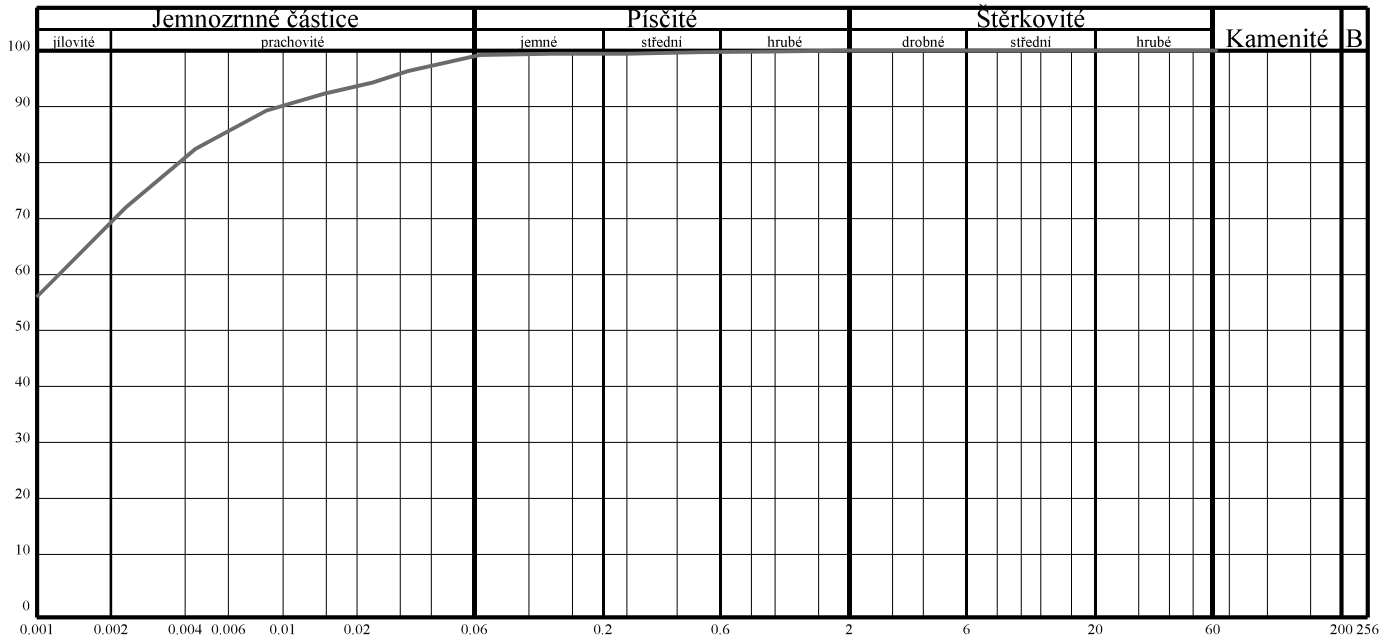 Jemnozrnné částice Písčité Štěrkovité
Kamenité B
jílovité prachovité jemné střední hrubé drobné střední hrubé
100
90
80
70
60
50
40
30
20
10
0
0.001 0.002 0.004 0.006 0.01 0.02 0.06 0.2 0.6 2 6 20 60 200 256